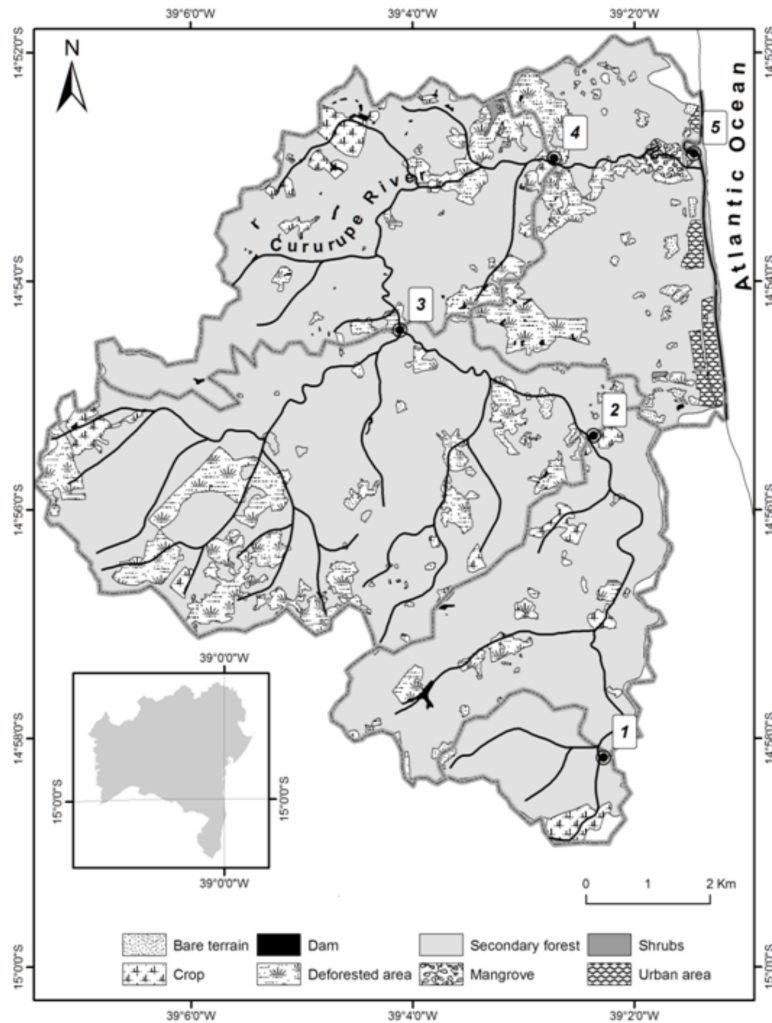 39°6'0"W 39°4'0"W 39°2'0"W
14°52'0"S 14°52'0"S
N
5
4
Atlantic Ocean
Cururupe River
14°54'0"S 14°54'0"S
3
2
14°56'0"S 14°56'0"S
39°0'0"W
1
14°58'0"S 14°58'0"S
15°0'0"S 15°0'0"S
39°0'0"W
0 1 2 Km
Bare terrain Dam Secondary forest Shrubs
Crop Deforested area Mangrove Urban area
15°0'0"S 15°0'0"S
39°6'0"W 39°4'0"W 39°2'0"W